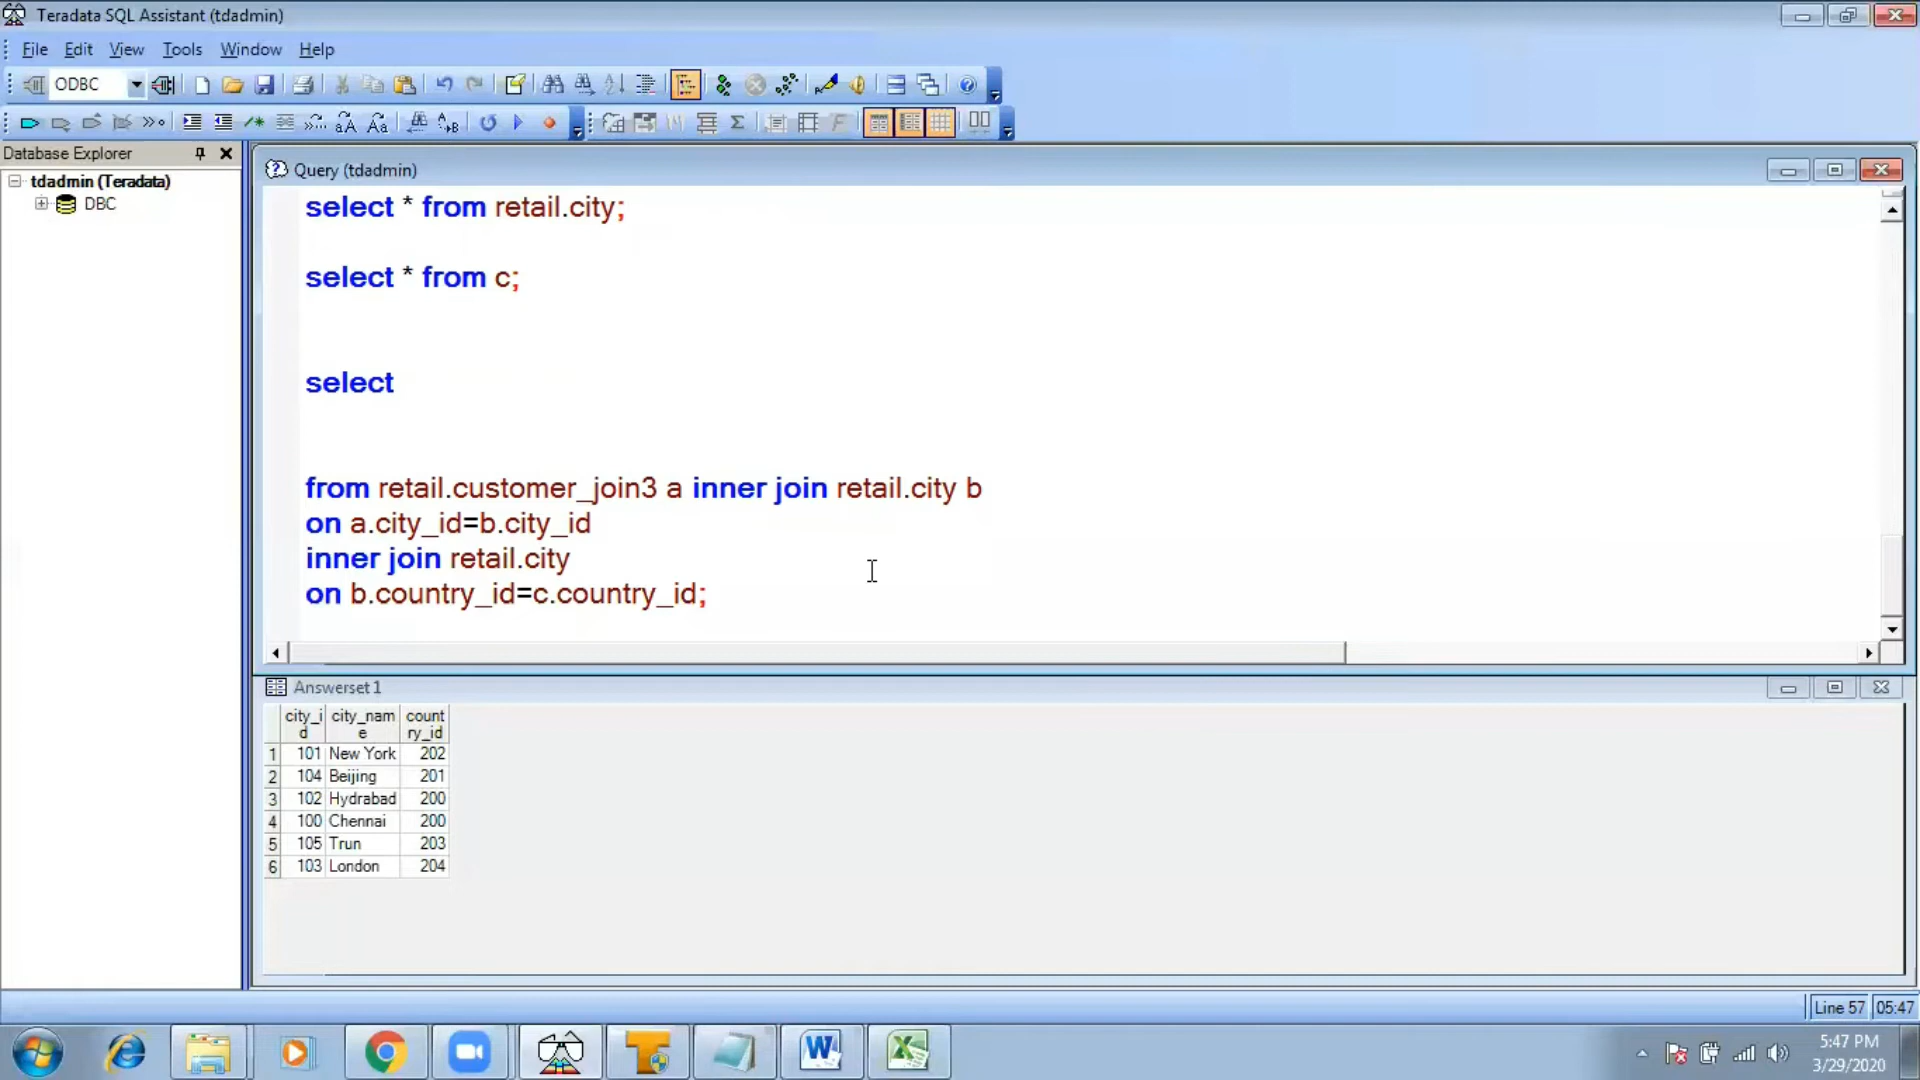 Teradata SQL Assistant (tdadmin)
File Edit View Tools Window Help
ODBC
Database Explorer
tdadmin (Teradata)
DBC
Query (tdadmin)
select * from retail.city;
select * from c;
select
from retail.customer_join3 a inner join retail.city b
on a.city_id=b.city_id
inner join retail.city
on b.country_id=c.country_id;
Answerset 1
city_id city_name country_id
1 101 New York 202
2 104 Beijing 201
3 102 Hydrabad 200
4 100 Chennai 200
5 105 Trun 203
6 103 London 204
Line 57 05:47
5:47 PM
3/29/2020